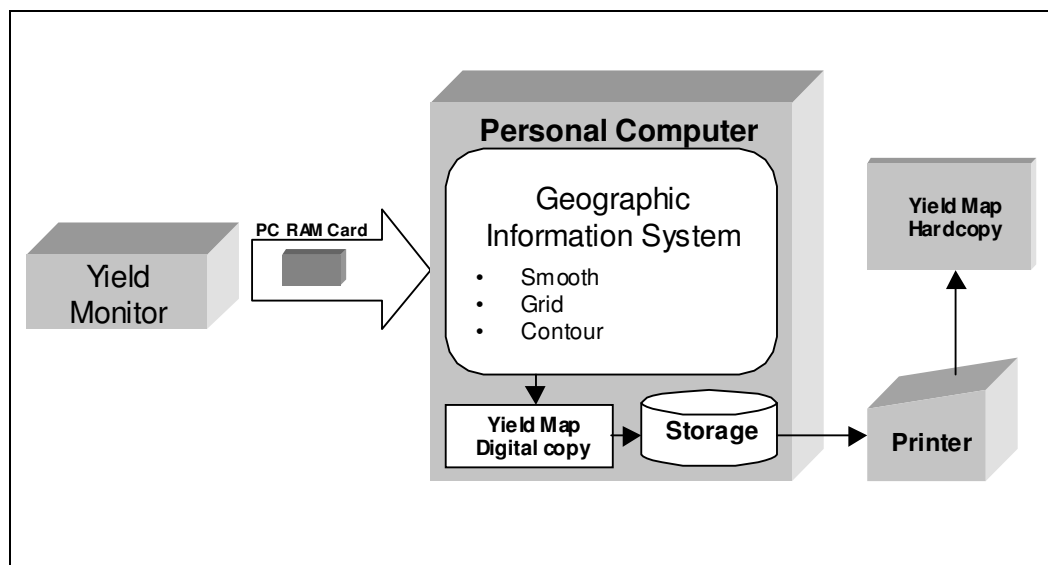 Personal Computer
Geographic
Information System
• Smooth
• Grid
• Contour
PC RAM Card
Yield
Monitor
Yield Map
Digital copy
Storage
Printer
Yield Map
Hardcopy